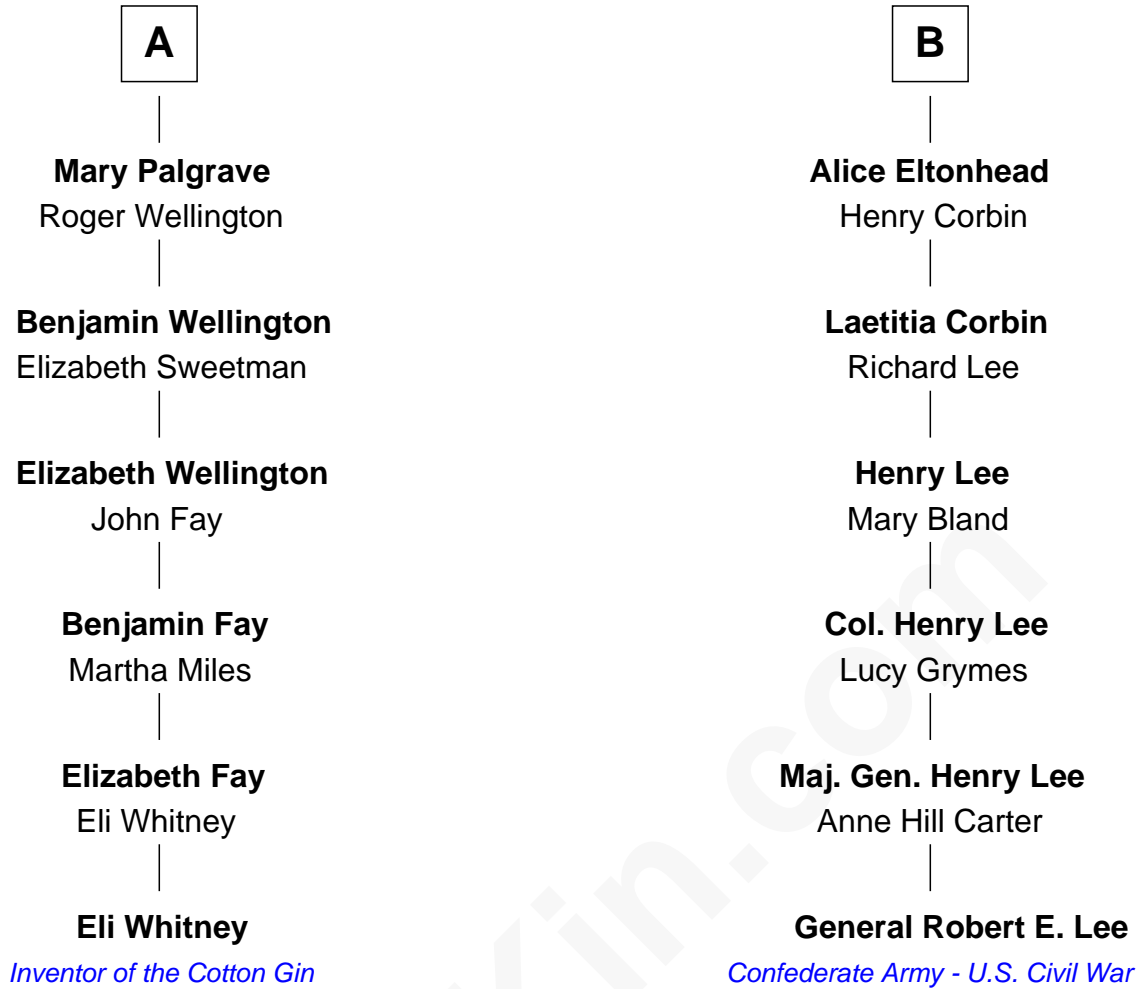 A
Mary Palgrave
Roger Wellington
Benjamin Wellington
Elizabeth Sweetman
Elizabeth Wellington
John Fay
Benjamin Fay
Martha Miles
Elizabeth Fay
Eli Whitney
Eli Whitney
Inventor of the Cotton Gin
B
Alice Eltonhead
Henry Corbin
Laetitia Corbin
Richard Lee
Henry Lee
Mary Bland
Col. Henry Lee
Lucy Grymes
Maj. Gen. Henry Lee
Anne Hill Carter
General Robert E. Lee
Confederate Army - U.S. Civil War